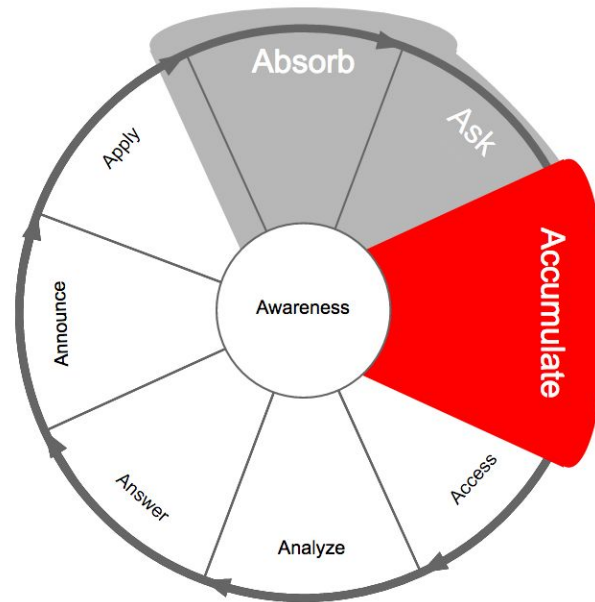 Absorb
Ask
Accumulate
Access
Analyze
Answer
Announce
Apply
Awareness